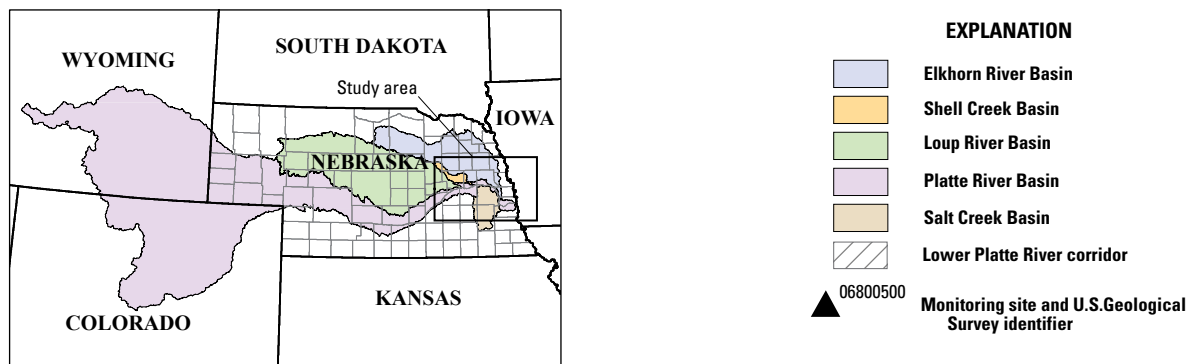 WYOMING
SOUTH DAKOTA
Study area
IOWA
NEBRASKA
COLORADO
KANSAS
EXPLANATION
Elkhorn River Basin
Shell Creek Basin
Loup River Basin
Platte River Basin
Salt Creek Basin
Lower Platte River corridor
06800500
Monitoring site and U.S.Geological
Survey identifier